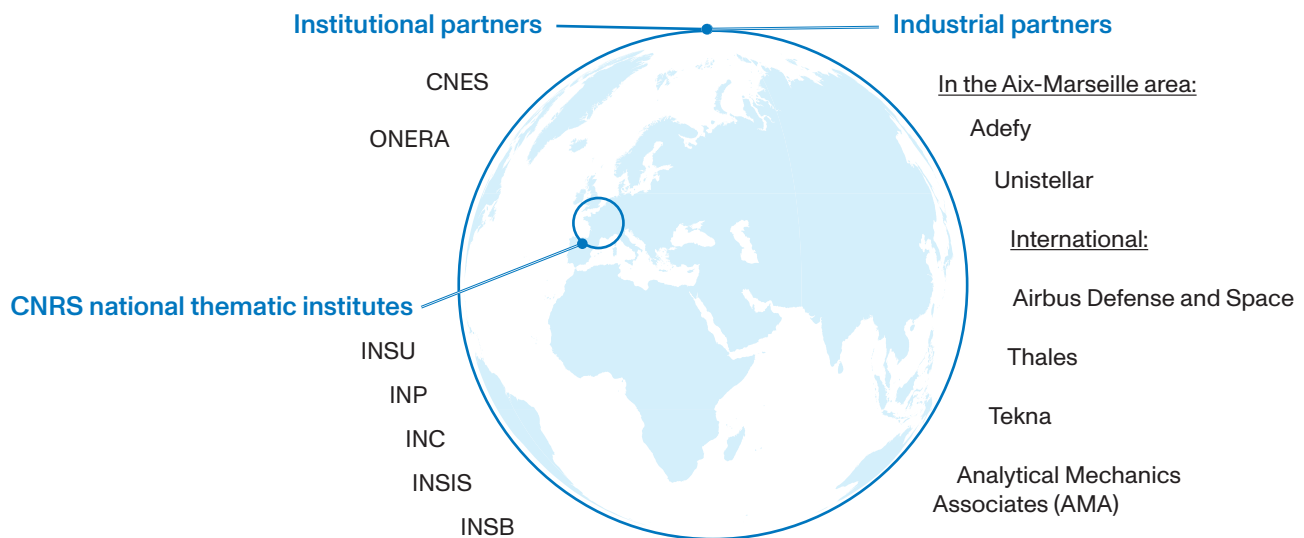 Institutional partners
CNES
ONERA
CNRS national thematic institutes
INSU
INP
INC
INSIS
INSB
Industrial partners
In the Aix-Marseille area:
Adefy
Unistellar
International:
Airbus Defense and Space
Thales
Tekna
Analytical Mechanics
Associates (AMA)